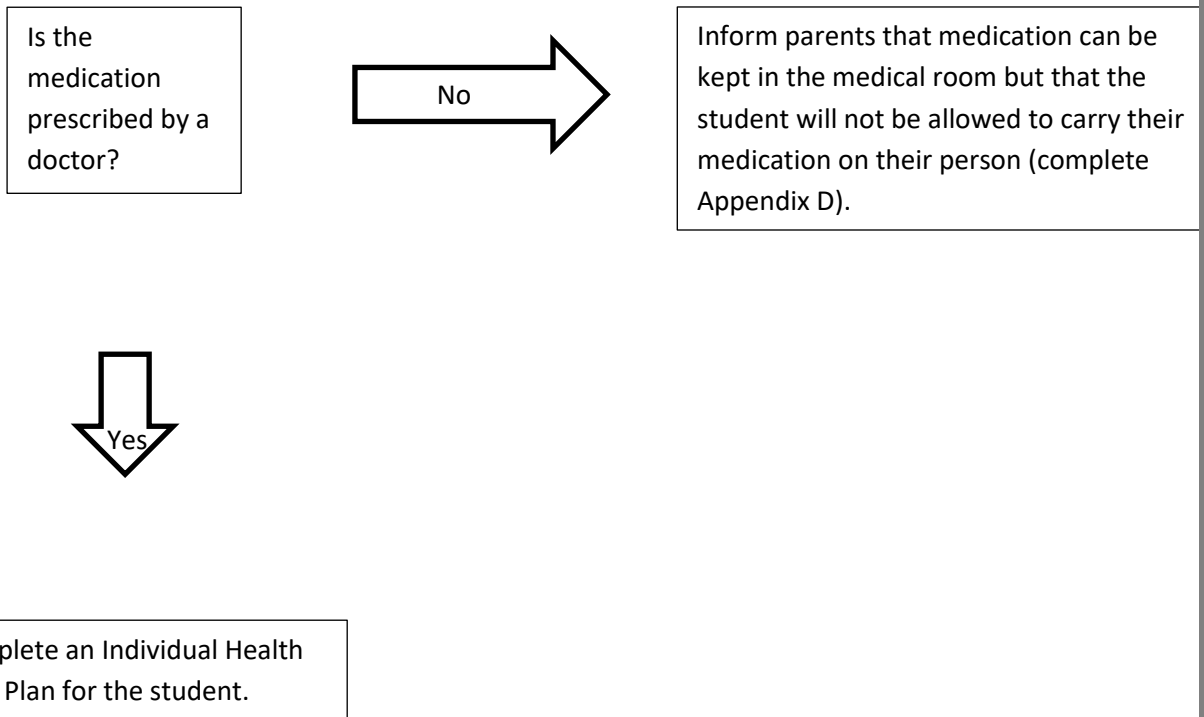 Is the
medication
prescribed by a
doctor?
No
Inform parents that medication can be
kept in the medical room but that the
student will not be allowed to carry their
medication on their person (complete
Appendix D).
Yes
plete an Individual Health
Plan for the student.